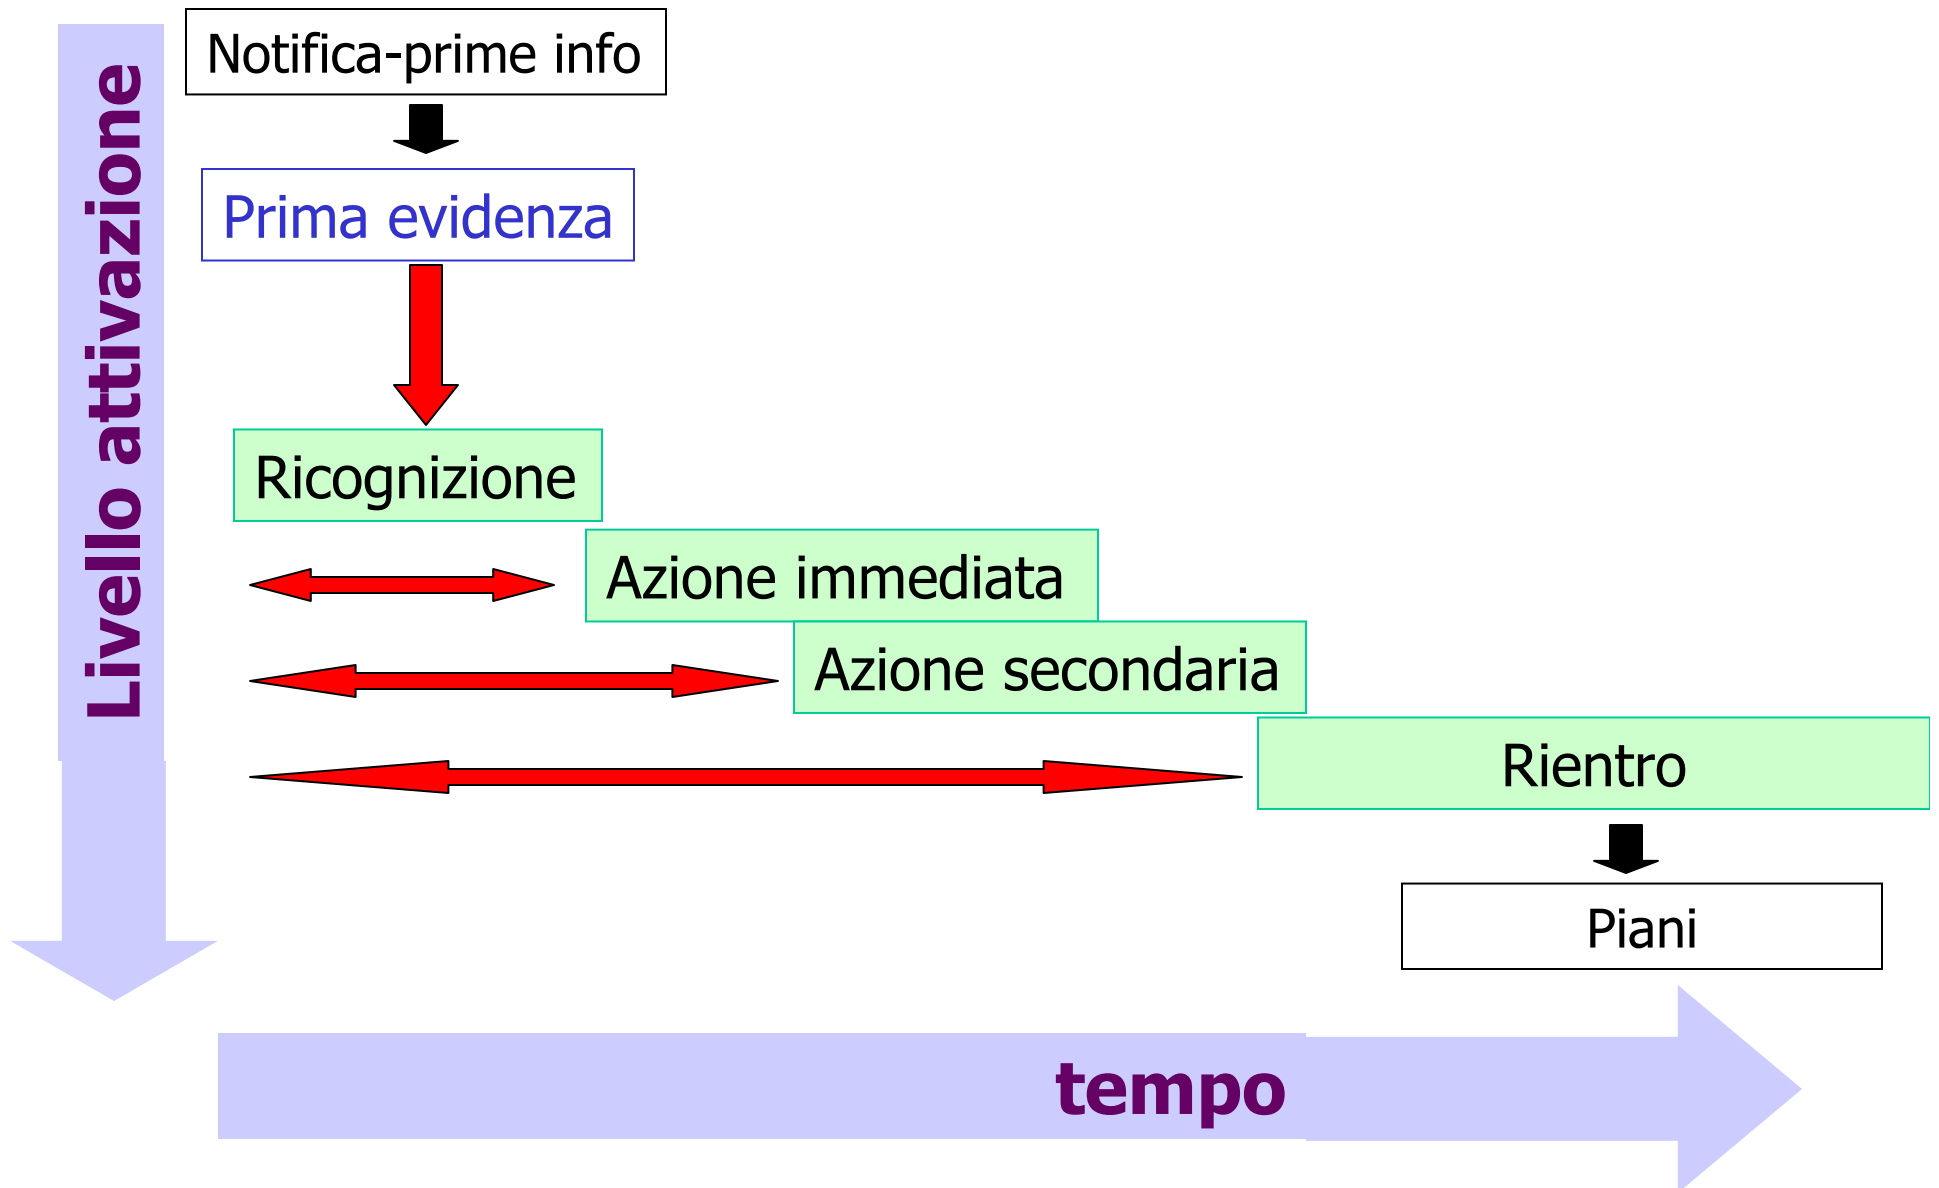 Livello attivazione
Notifica-prime info
Prima evidenza
Ricognizione
Azione immediata
Azione secondaria
Rientro
Piani
tempo